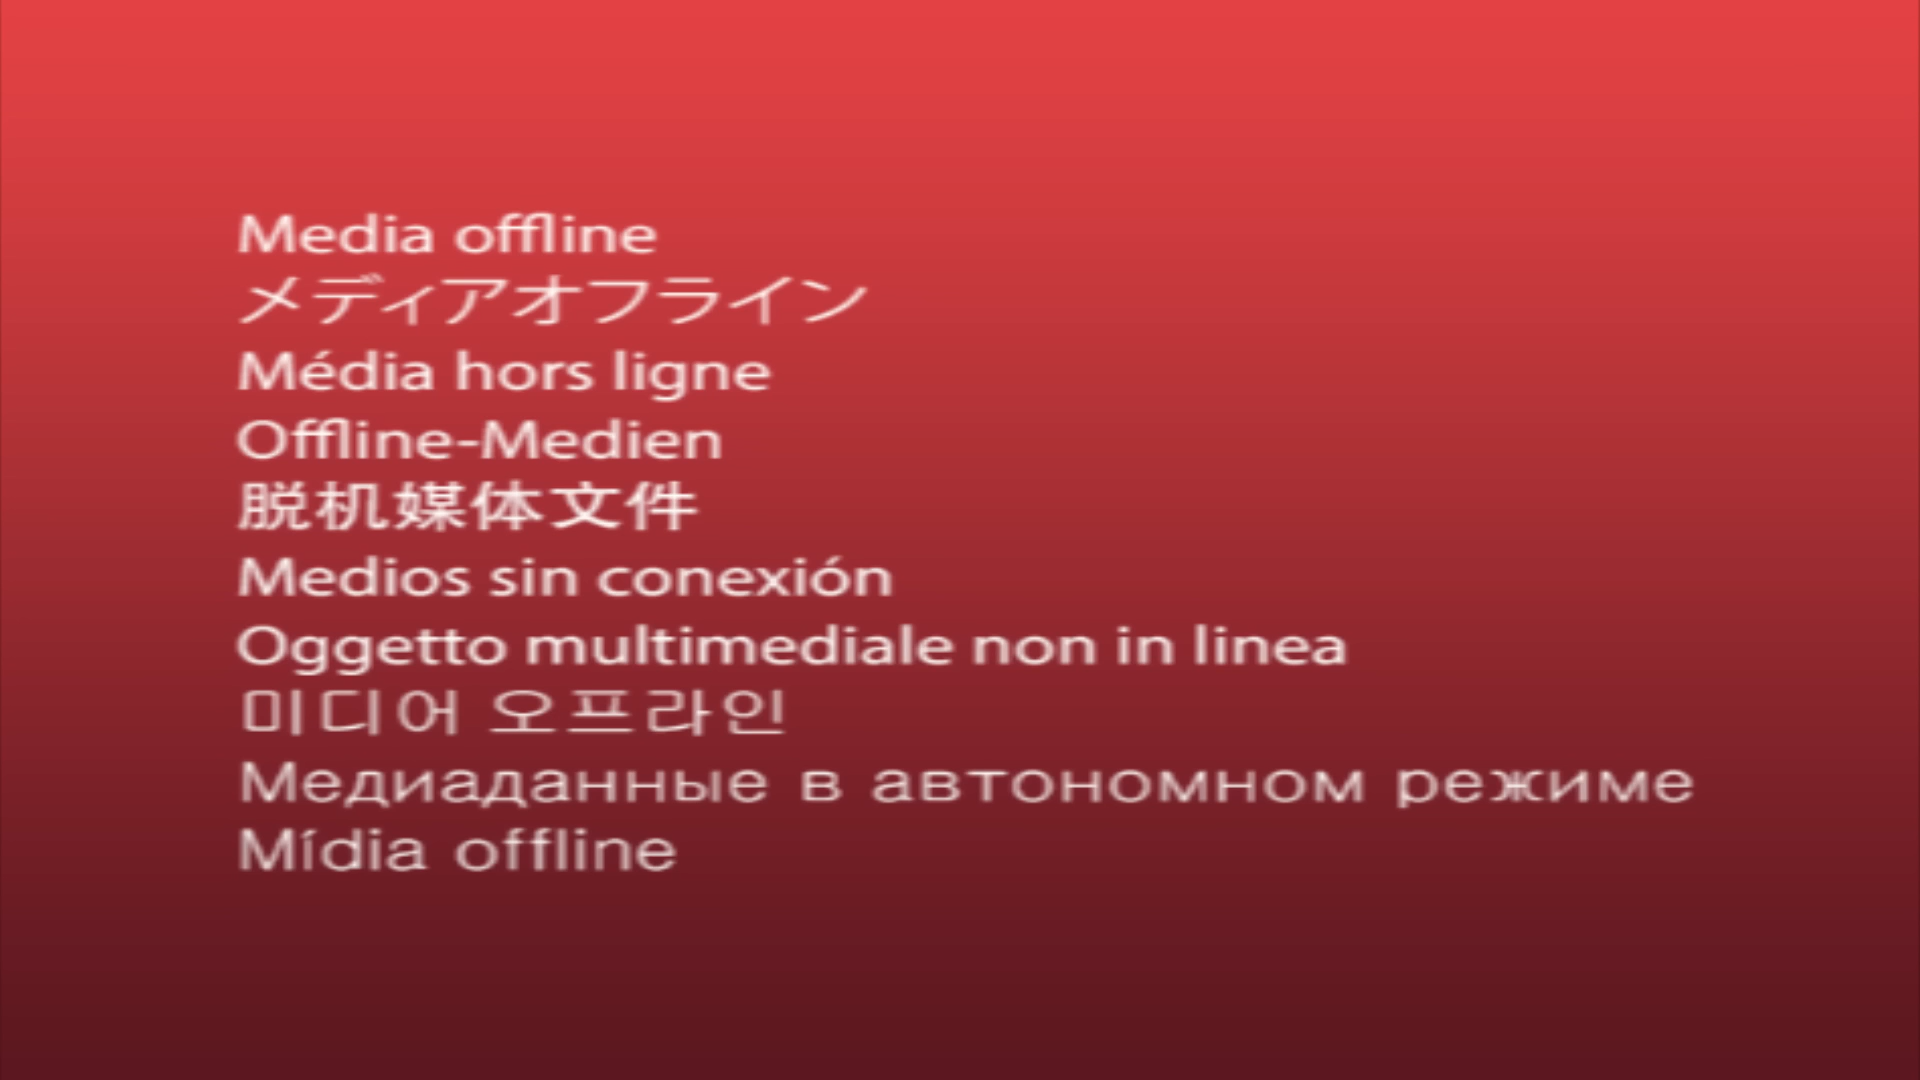 Media offline
メディアオフライン
Média hors ligne
Offline-Medien
脱机媒体文件
Medios sin conexión
Oggetto multimediale non in linea
미디어 오프라인
Медиаданные в автономном режиме
Mídia offline